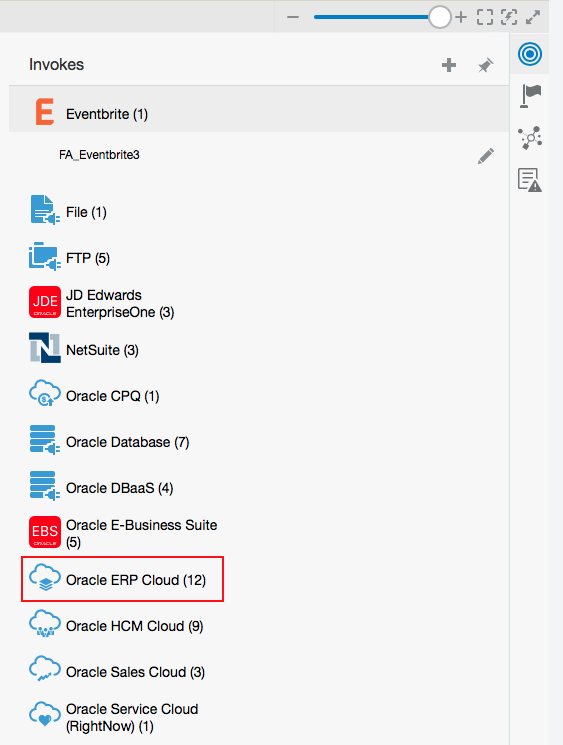 Invokes
Eventbrite (1)
FA_Eventbrite3
File (1)
FTP (5)
JDE
ORACLE
JD Edwards
EnterpriseOne (3)
N
NetSuite (3)
Oracle CPQ (1)
Oracle Database (7)
Oracle DBaaS (4)
EBS
ORACLE
Oracle E-Business Suite
(5)
Oracle ERP Cloud (12)
Oracle HCM Cloud (9)
Oracle Sales Cloud (3)
Oracle Service Cloud
(RightNow) (1)